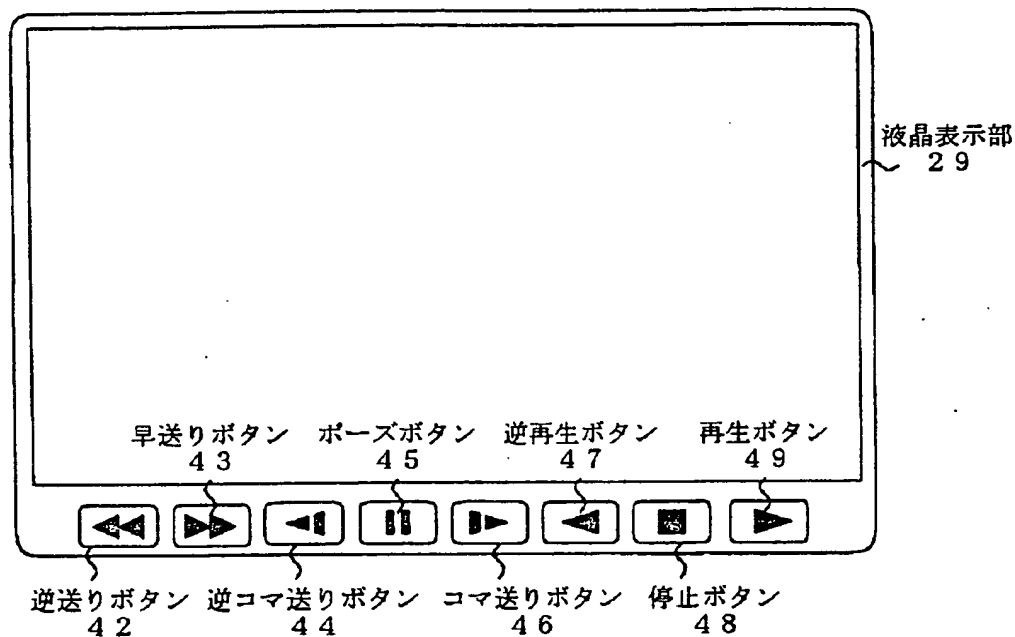 液晶表示部
２９
早送りボタン ポーズボタン 逆再生ボタン 再生ボタン
４３ ４５ ４７ ４９
逆送りボタン 逆コマ送りボタン コマ送りボタン 停止ボタン
４２ ４４ ４６ ４８